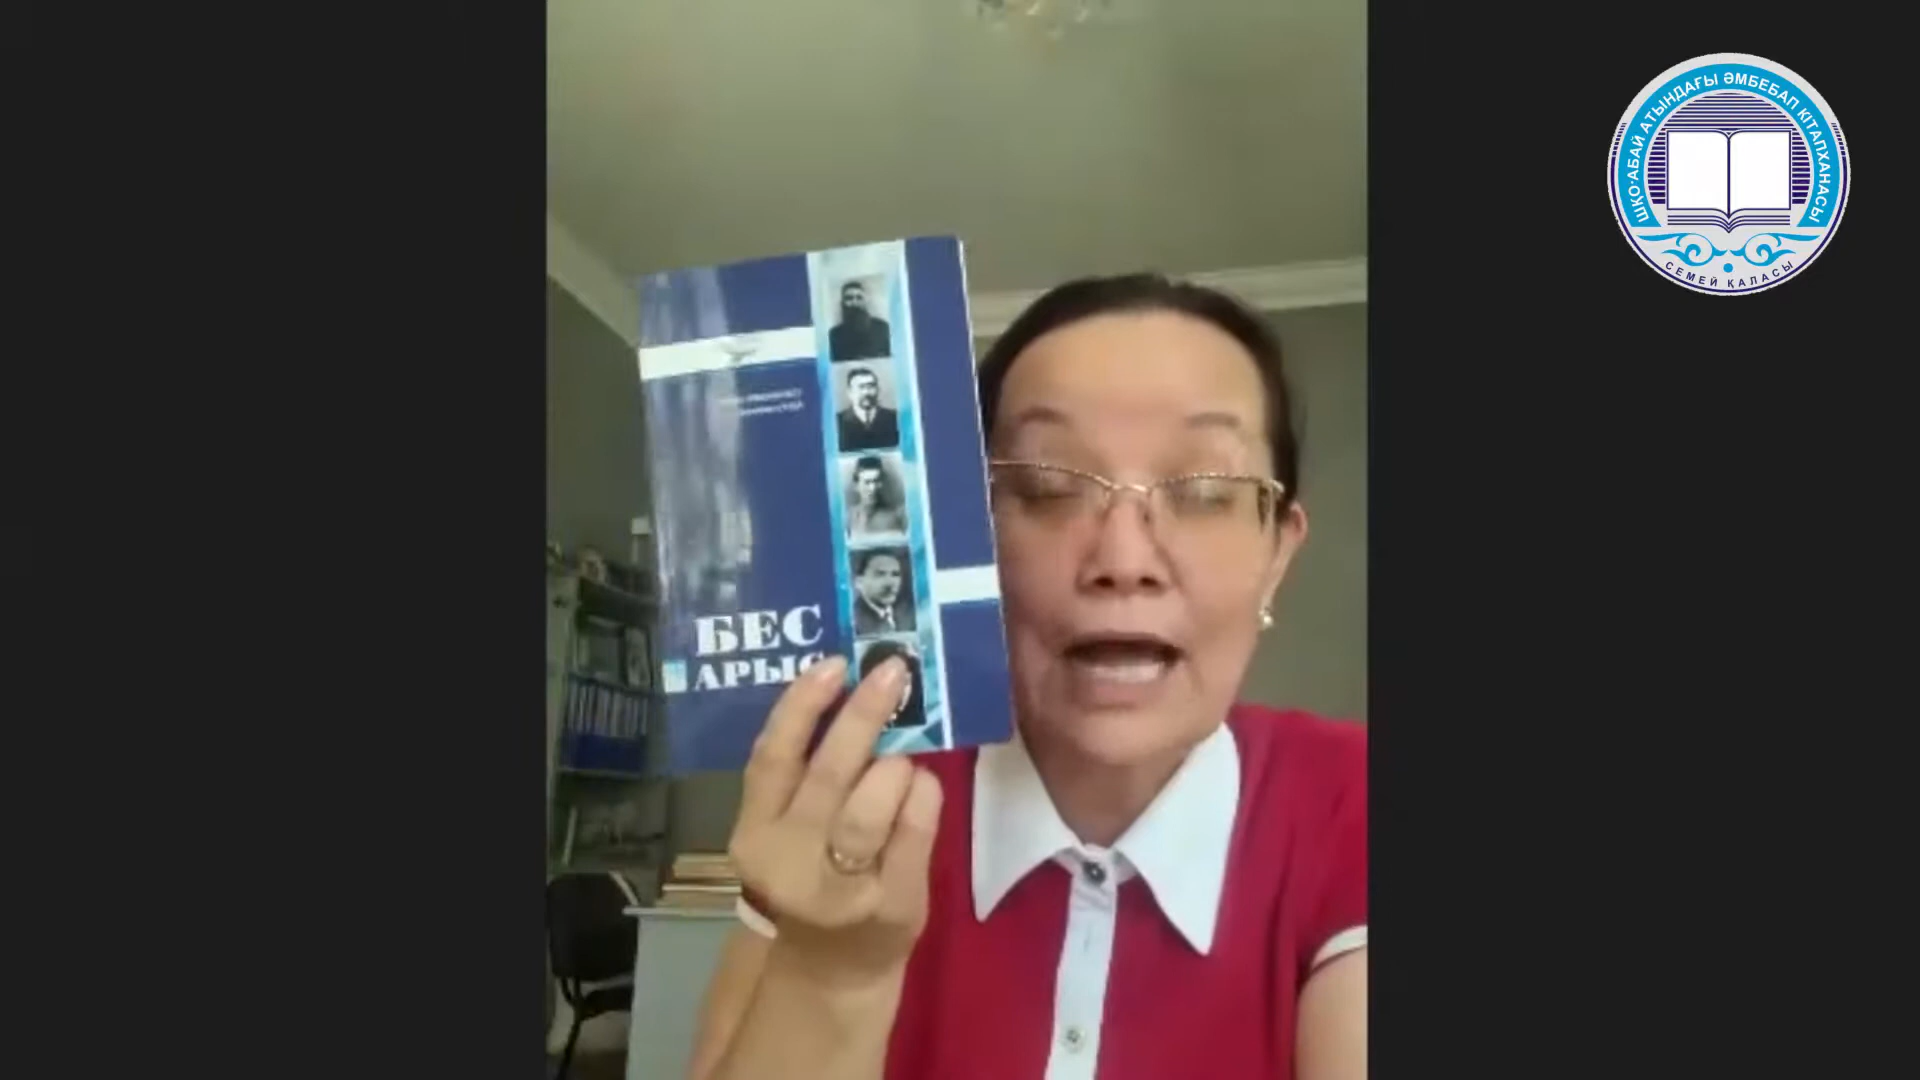 БЕС
АРЫС
ШҚО·АБАЙ АТЫНДАҒЫ ӘМБЕБАП КІТАПХАНАСЫ
СЕМЕЙ ҚАЛАСЫ